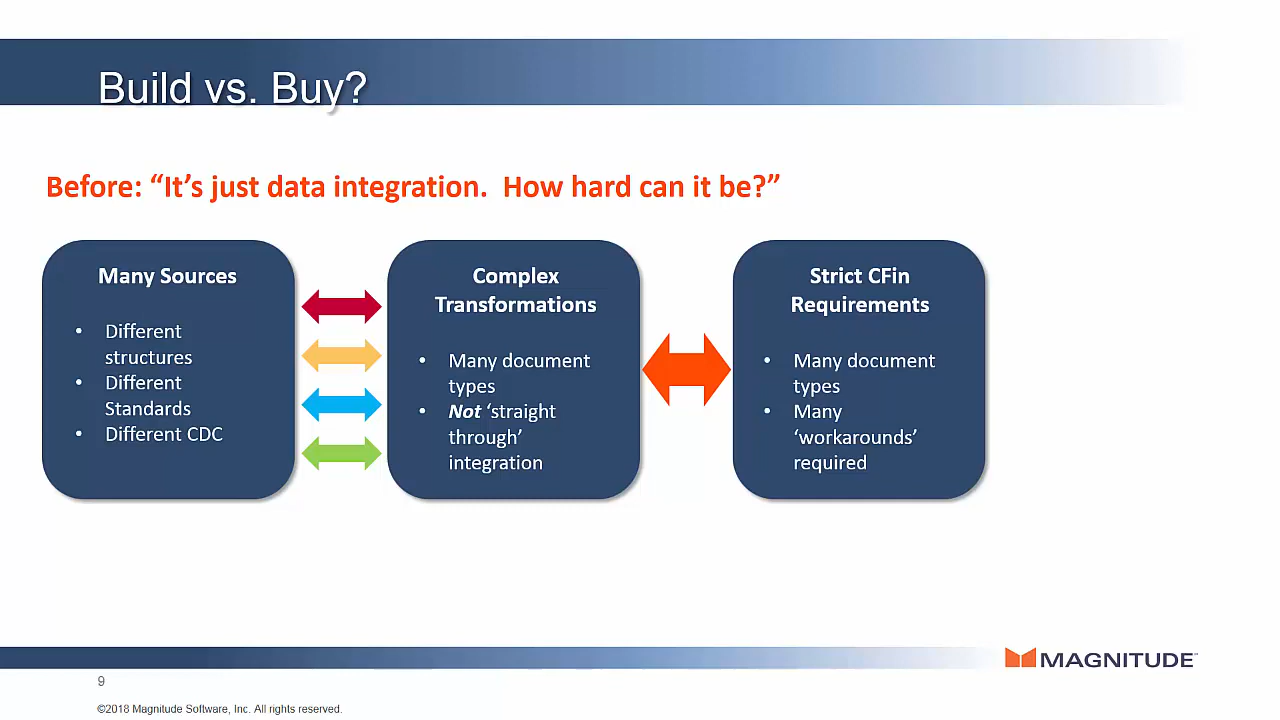 Build vs. Buy?
Before: “It’s just data integration.  How hard can it be?”
Many Sources
• Different
structures
• Different
Standards
• Different CDC
Complex
Transformations
• Many document
types
• Not ‘straight
through’
integration
Strict CFin
Requirements
• Many document
types
• Many
‘workarounds’
required
MAGNITUDE
9
©2018 Magnitude Software, Inc. All rights reserved.